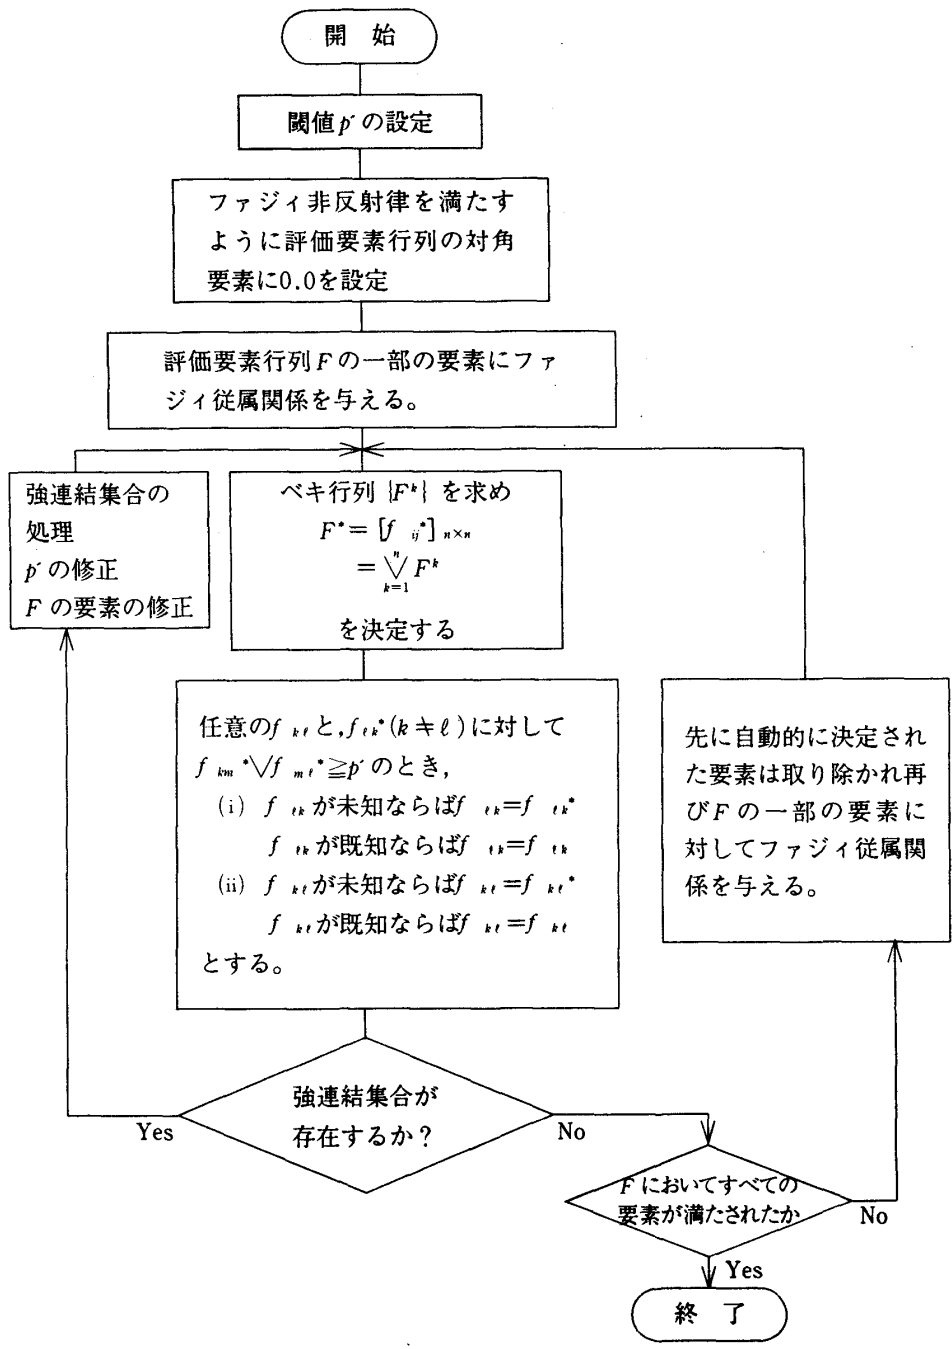 開 始
閾値p´の設定
ファジィ非反射律を満たす
ように評価要素行列の対角
要素に0.0を設定
評価要素行列Fの一部の要素にファ
ジィ従属関係を与える。
強連結集合の
処理
p´の修正
Fの要素の修正
ベキ行列{F^k}を求め
F^*=[f_ij^*]_n×n
=⋁_{k=1}^{n} F^k
を決定する
任意のf_kℓと,f_ℓk^*(k≠ℓ)に対して
f_km^*⋁f_mℓ^*≧p´のとき,
(i) f_ℓkが未知ならばf_ℓk=f_ℓk^*
f_ℓkが既知ならばf_ℓk=f_ℓk
(ii) f_kℓが未知ならばf_kℓ=f_kℓ^*
f_kℓが既知ならばf_kℓ=f_kℓ
とする。
先に自動的に決定され
た要素は取り除かれ再
びFの一部の要素に
対してファジィ従属関
係を与える。
強連結集合が
存在するか？
Yes
No
Fにおいてすべての
要素が満たされたか
No
Yes
終 了